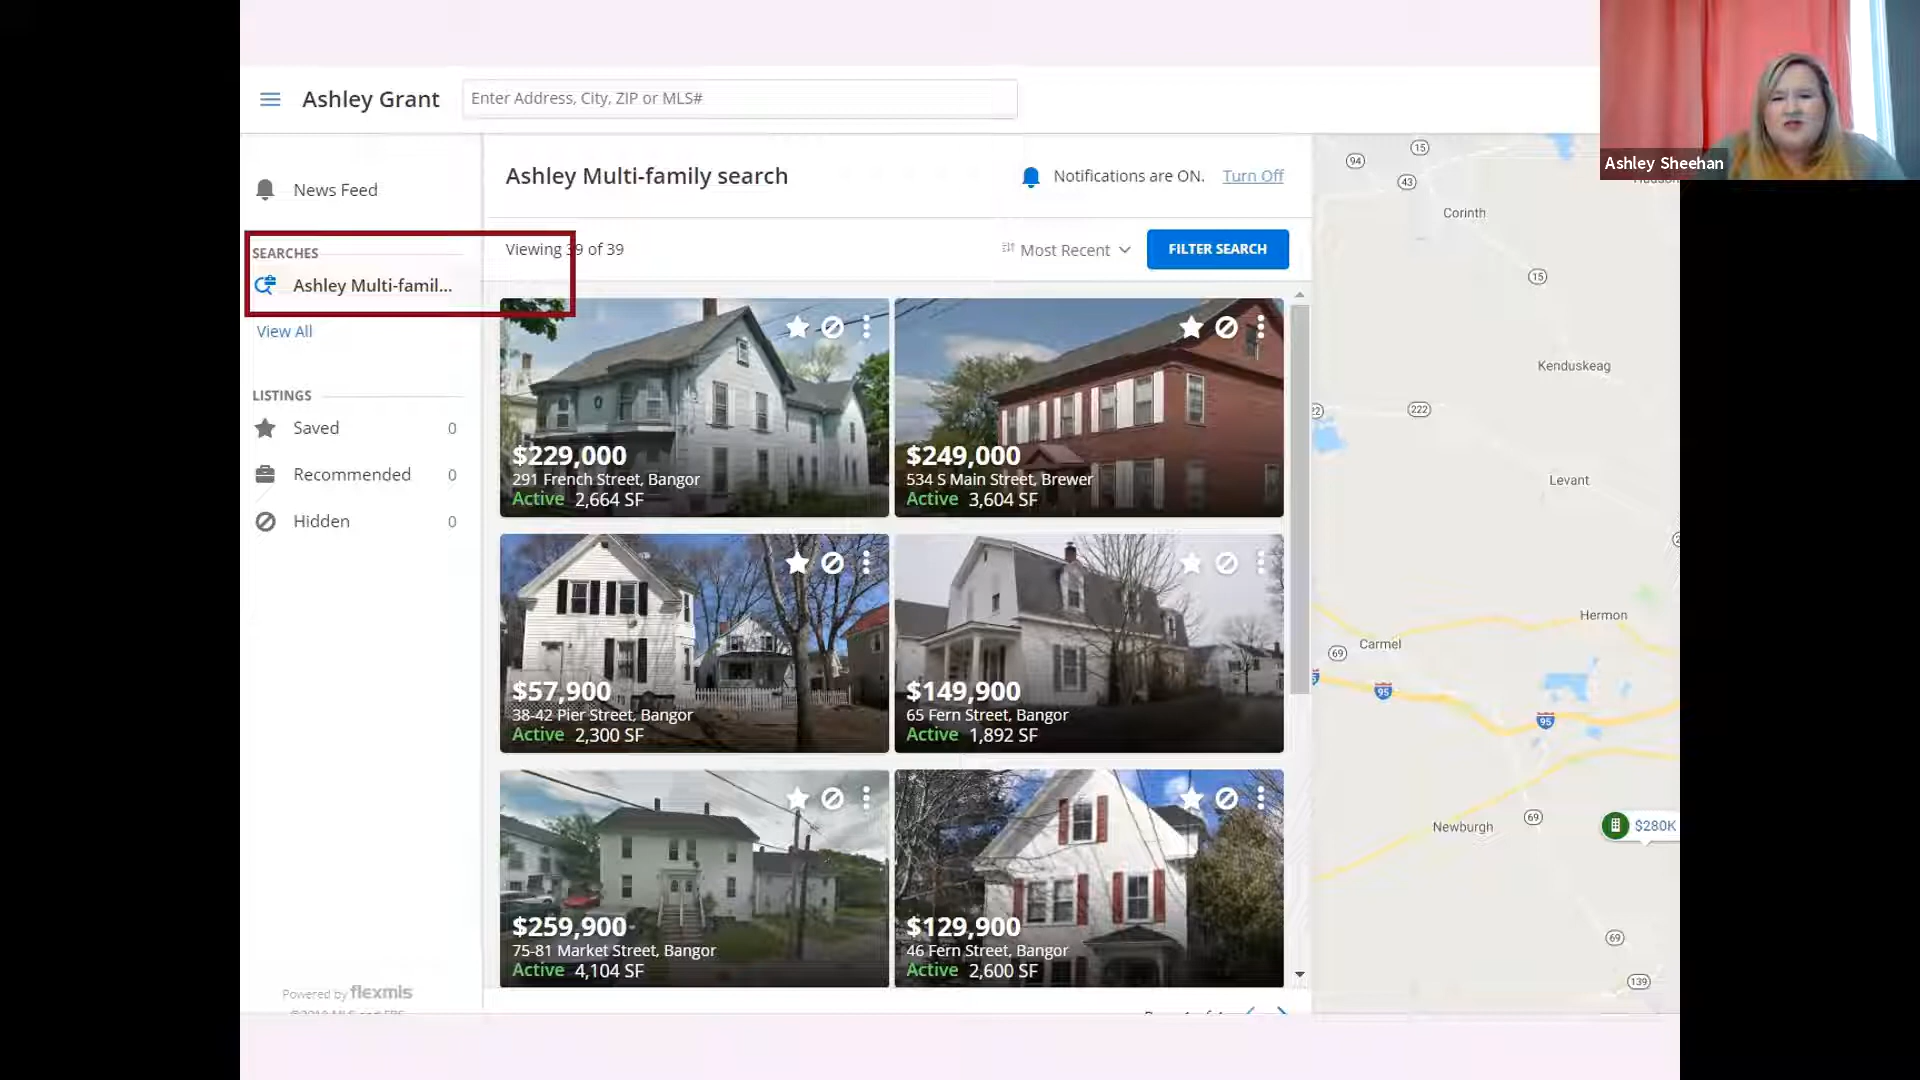 Ashley Grant
Enter Address, City, ZIP or MLS#
Ashley Sheehan
News Feed
SEARCHES
Ashley Multi-famil...
View All
LISTINGS
Saved 0
Recommended 0
Hidden 0
Powered by flexmls
Ashley Multi-family search
Notifications are ON. Turn Off
Viewing 39 of 39
Most Recent
FILTER SEARCH
$229,000
291 French Street, Bangor
Active 2,664 SF
$249,000
534 S Main Street, Brewer
Active 3,604 SF
$57,900
38-42 Pier Street, Bangor
Active 2,300 SF
$149,900
65 Fern Street, Bangor
Active 1,892 SF
$259,900
75-81 Market Street, Bangor
Active 4,104 SF
$129,900
46 Fern Street, Bangor
Active 2,600 SF
94
15
43
Corinth
15
Kenduskeag
222
Levant
Hermon
69
Carmel
95
95
Newburgh
69
$280K
69
139